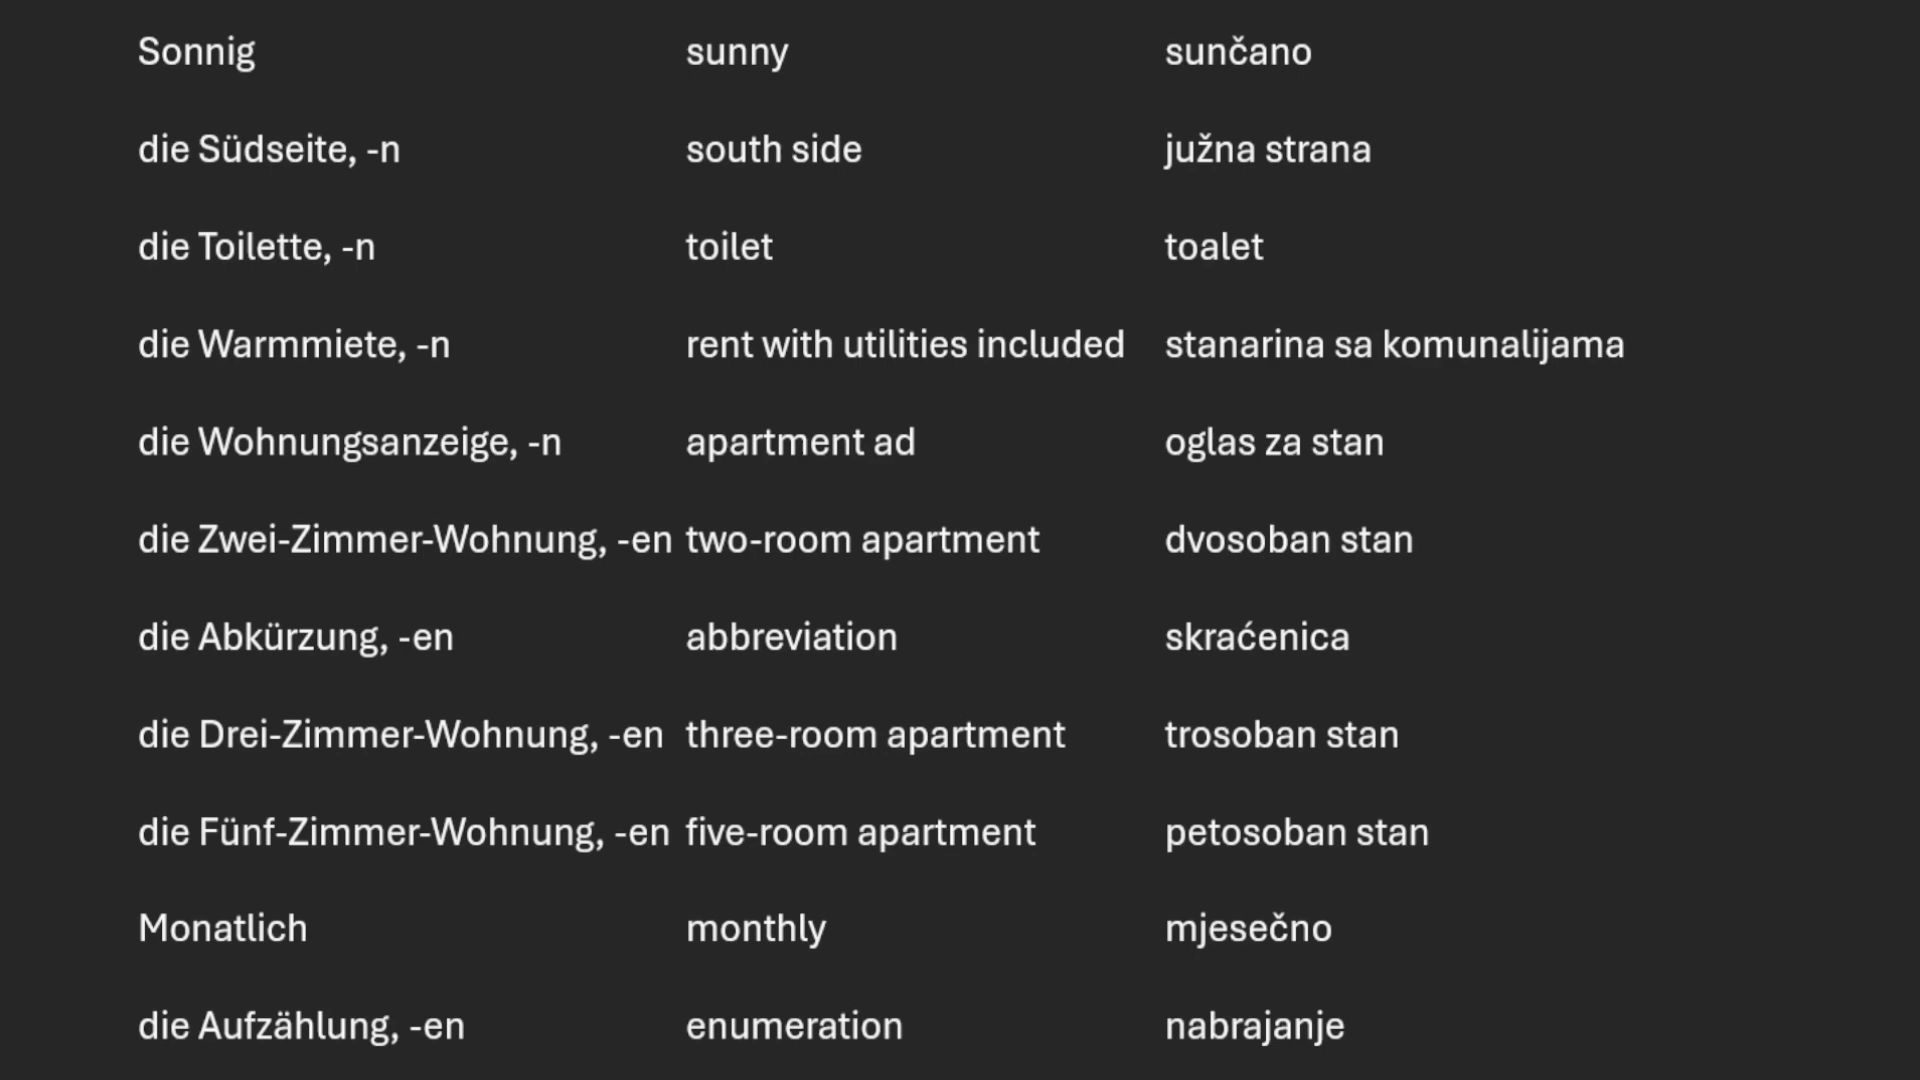 Sonnig sunny sunčano
die Südseite, -n south side južna strana
die Toilette, -n toilet toalet
die Warmmiete, -n rent with utilities included stanarina sa komunalijama
die Wohnungsanzeige, -n apartment ad oglas za stan
die Zwei-Zimmer-Wohnung, -en two-room apartment dvosoban stan
die Abkürzung, -en abbreviation skraćenica
die Drei-Zimmer-Wohnung, -en three-room apartment trosoban stan
die Fünf-Zimmer-Wohnung, -en five-room apartment petosoban stan
Monatlich monthly mjesečno
die Aufzählung, -en enumeration nabrajanje